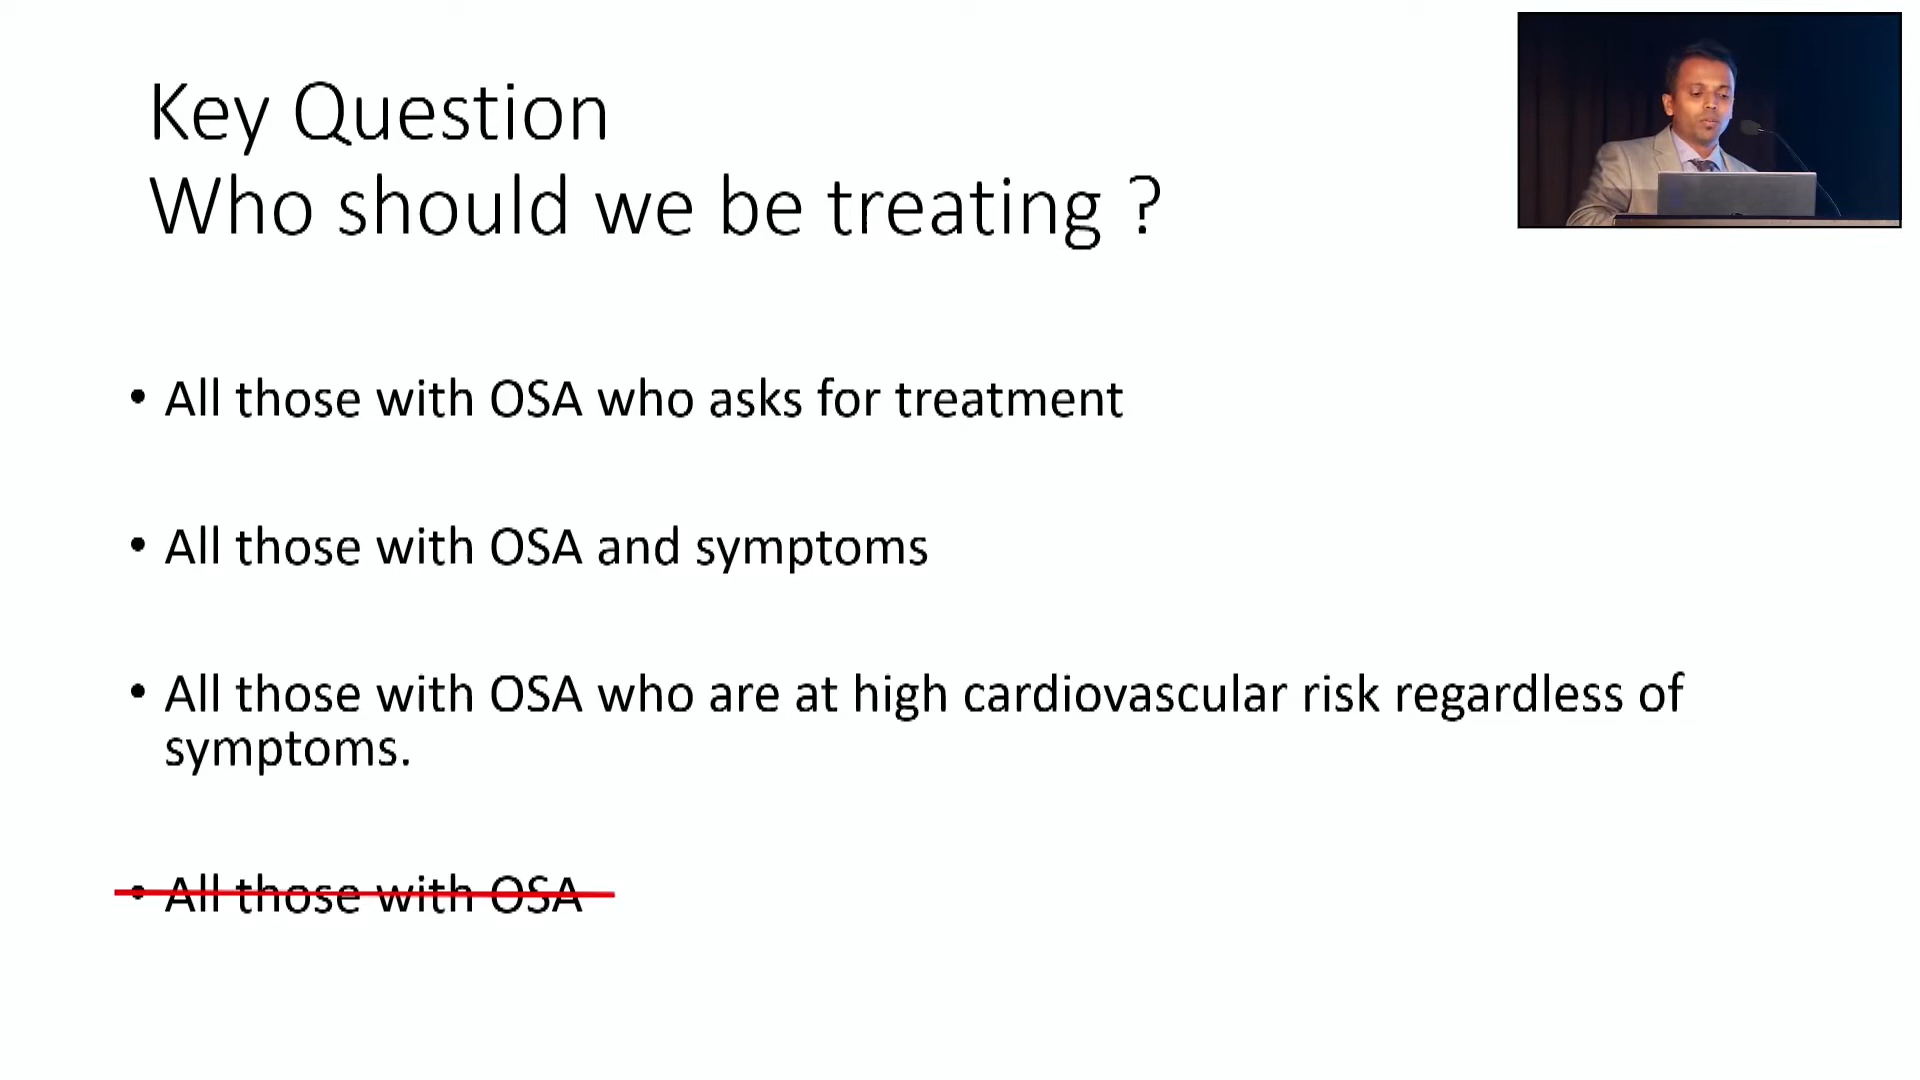 Key Question
Who should we be treating ?
• All those with OSA who asks for treatment
• All those with OSA and symptoms
• All those with OSA who are at high cardiovascular risk regardless of
symptoms.
• All those with OSA